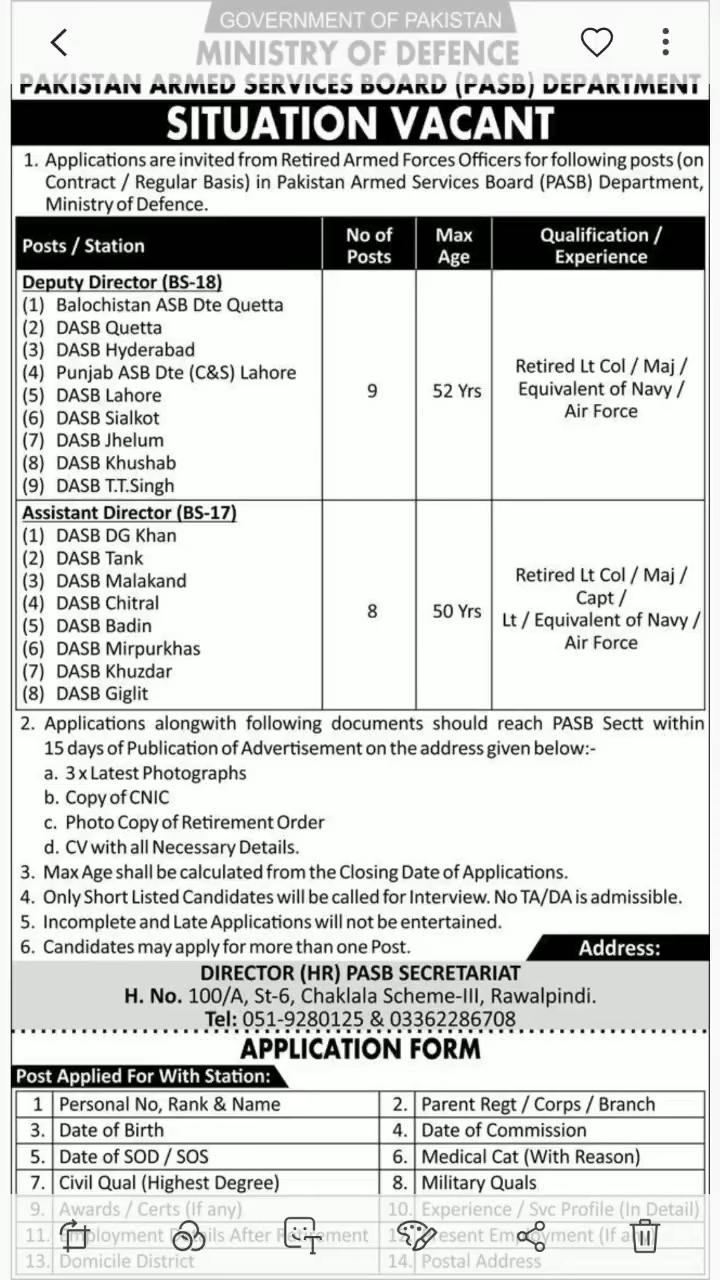 GOVERNMENT OF PAKISTAN
MINISTRY OF DEFENCE
PAKISTAN ARMED SERVICES BOARD (PASB) DEPARTMENT
SITUATION VACANT
1. Applications are invited from Retired Armed Forces Officers for following posts (on
Contract / Regular Basis) in Pakistan Armed Services Board (PASB) Department,
Ministry of Defence.
Posts / Station
No of Posts
Max Age
Qualification / Experience
Deputy Director (BS-18)
(1) Balochistan ASB Dte Quetta
(2) DASB Quetta
(3) DASB Hyderabad
(4) Punjab ASB Dte (C&S) Lahore
(5) DASB Lahore
(6) DASB Sialkot
(7) DASB Jhelum
(8) DASB Khushab
(9) DASB T.T.Singh
9
52 Yrs
Retired Lt Col / Maj /
Equivalent of Navy /
Air Force
Assistant Director (BS-17)
(1) DASB DG Khan
(2) DASB Tank
(3) DASB Malakand
(4) DASB Chitral
(5) DASB Badin
(6) DASB Mirpurkhas
(7) DASB Khuzdar
(8) DASB Giglit
8
50 Yrs
Retired Lt Col / Maj /
Capt /
Lt / Equivalent of Navy /
Air Force
2. Applications alongwith following documents should reach PASB Sectt within
15 days of Publication of Advertisement on the address given below:-
a. 3 x Latest Photographs
b. Copy of CNIC
c. Photo Copy of Retirement Order
d. CV with all Necessary Details.
3. Max Age shall be calculated from the Closing Date of Applications.
4. Only Short Listed Candidates will be called for Interview. No TA/DA is admissible.
5. Incomplete and Late Applications will not be entertained.
6. Candidates may apply for more than one Post.
Address:
DIRECTOR (HR) PASB SECRETARIAT
H. No. 100/A, St-6, Chaklala Scheme-III, Rawalpindi.
Tel: 051-9280125 & 03362286708
APPLICATION FORM
Post Applied For With Station:
1 Personal No, Rank & Name 2. Parent Regt / Corps / Branch
3. Date of Birth 4. Date of Commission
5. Date of SOD / SOS 6. Medical Cat (With Reason)
7. Civil Qual (Highest Degree) 8. Military Quals
9. Awards / Certs (If any) 10. Experience / Svc Profile (In Detail)
11. Employment Details After Retirement 12. Present Employment (If any)
13. Domicile District 14. Postal Address